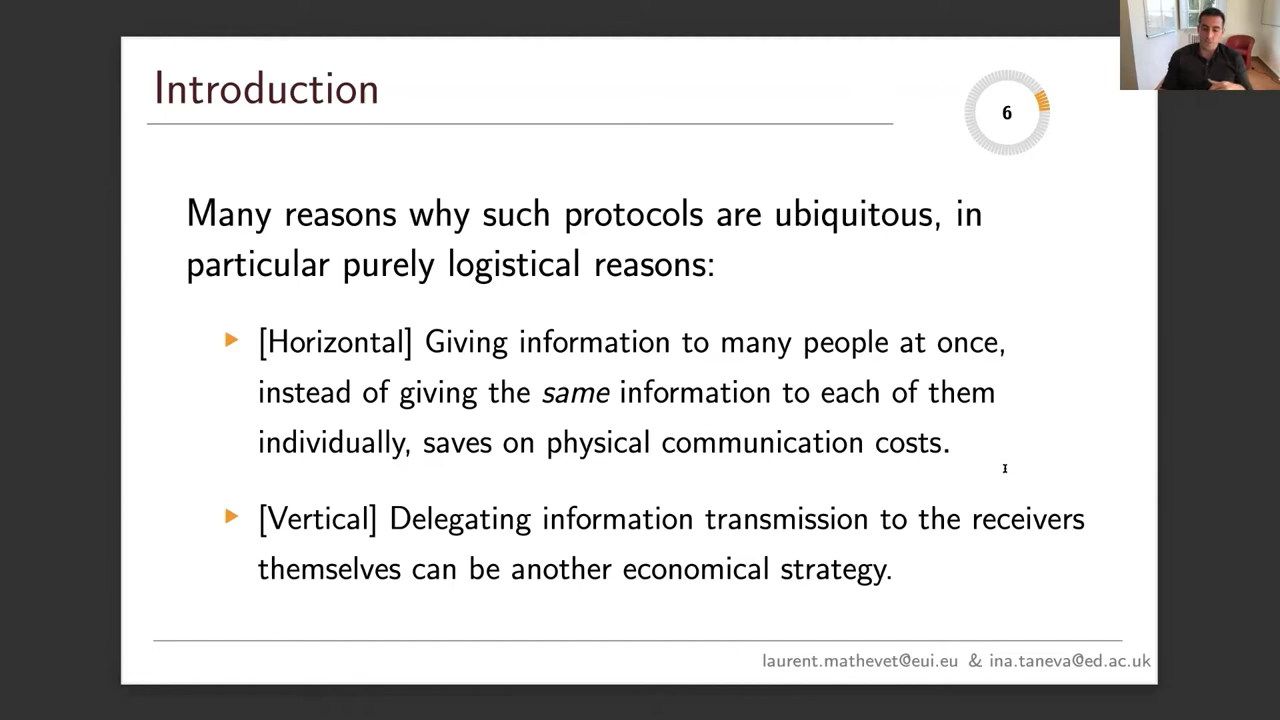 Introduction
6
Many reasons why such protocols are ubiquitous, in
particular purely logistical reasons:
[Horizontal] Giving information to many people at once,
instead of giving the same information to each of them
individually, saves on physical communication costs.
[Vertical] Delegating information transmission to the receivers
themselves can be another economical strategy.
laurent.mathevet@eui.eu & ina.taneva@ed.ac.uk